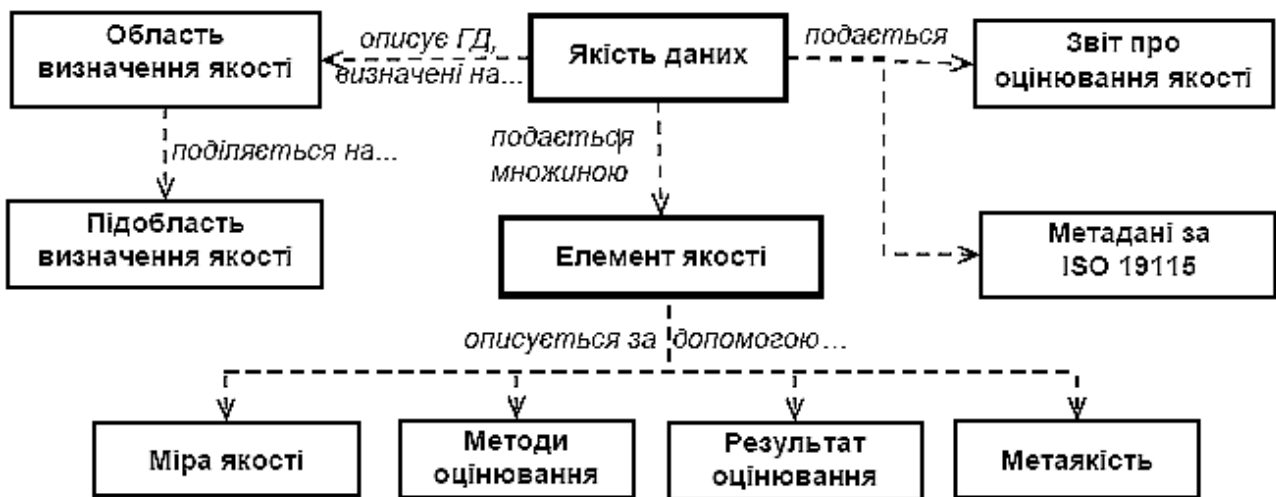 Область
визначення якості
описує ГД,
визначені на...
Якість даних
подається
Звіт про
оцінювання якості
поділяється на...
подається
множиною
Підобласть
визначення якості
Елемент якості
Метадані за
ISO 19115
описується за допомогою...
Міра якості
Методи
оцінювання
Результат
оцінювання
Метаякість